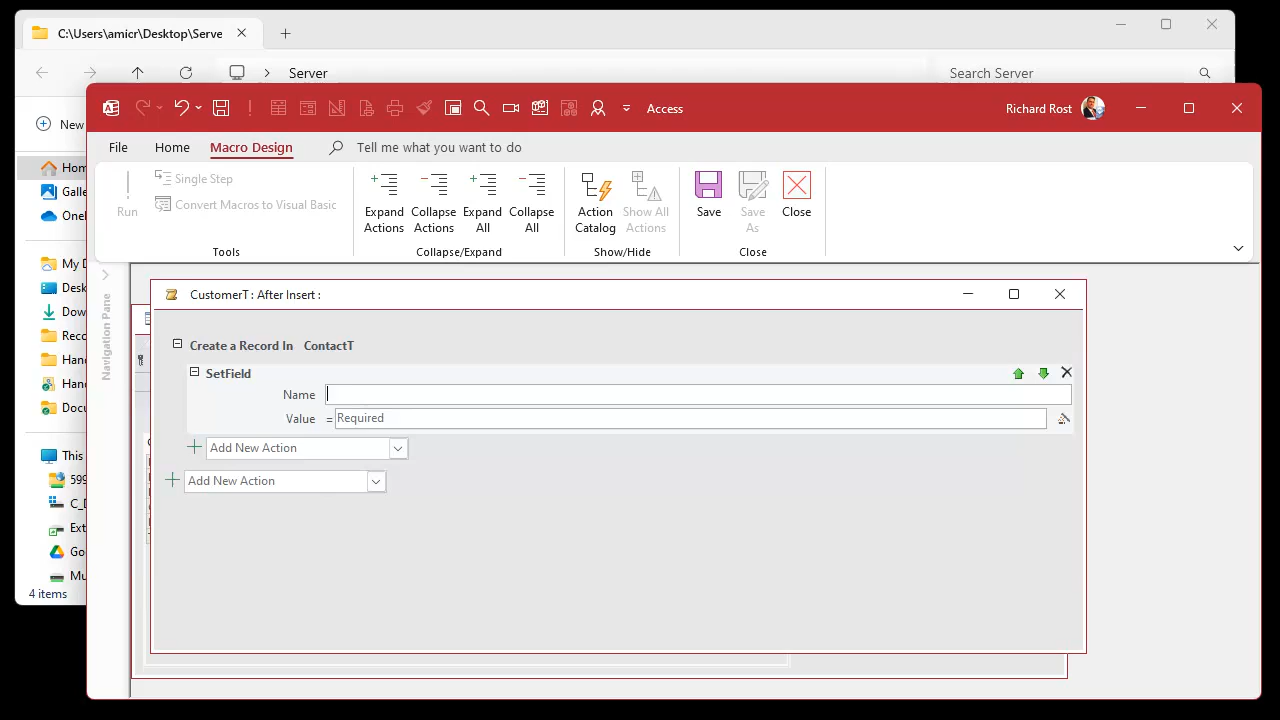 C:\Users\amicr\Desktop\Serve
Server
Search Server
New
Access
Richard Rost
File
Home
Macro Design
Tell me what you want to do
Run
Single Step
Convert Macros to Visual Basic
Tools
Expand Actions
Collapse Actions
Expand All
Collapse All
Collapse/Expand
Action Catalog
Show All Actions
Show/Hide
Save
Save As
Close
Close
Hom
Galle
OneI
My D
Desk
Dow
Reco
Hanc
Hanc
Docu
This
599
C_D
Ext
Goo
Mu
4 items
Navigation Pane
CustomerT : After Insert :
Create a Record In ContactT
SetField
Name
Value = Required
Add New Action
Add New Action